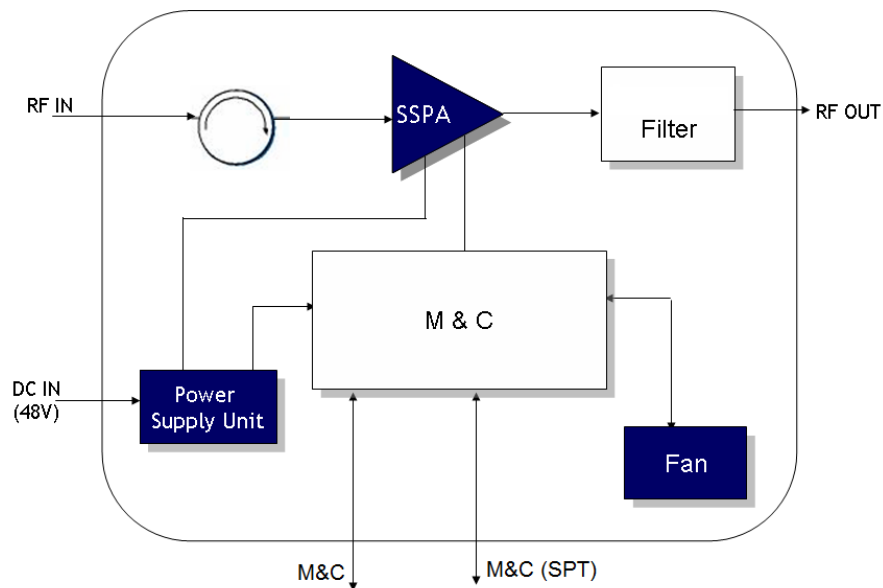 RF IN
SSPA
Filter
RF OUT
M & C
DC IN
(48V)
Power
Supply Unit
Fan
M&C
M&C (SPT)